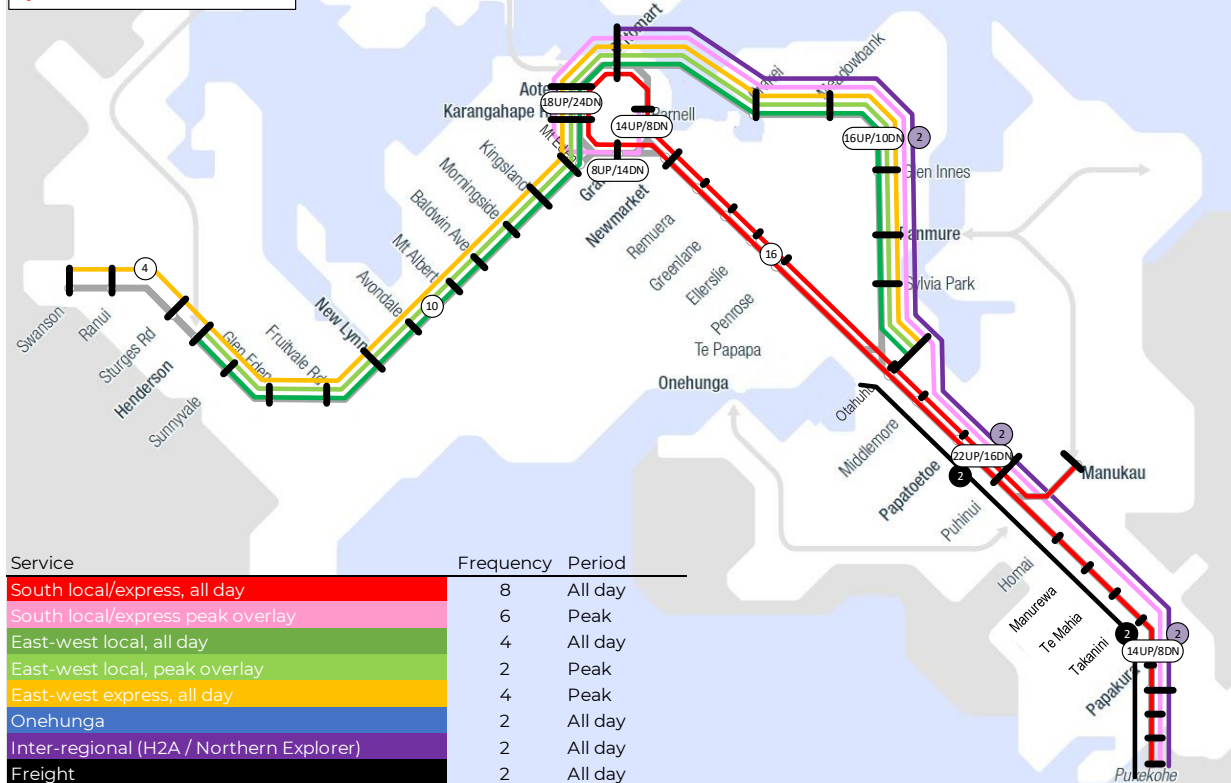 Meadowbank
Karangahape
18UP/24DN
Parnell
14UP/8DN
16UP/10DN
2
8UP/14DN
Glen Innes
Kingsland
Newmarket
Morningside
Panmure
Baldwin Ave
Remuera
Mt Albert
Greenlane
16
4
Sylvia Park
Avondale
Ellerslie
10
Swanson
Ranui
Penrose
New Lynn
Sturges Rd
Glen Eden
Fruitvale Rd
Te Papapa
Henderson
Onehunga
Sunnyvale
Otahuhu
Middlemore
2
22UP/16DN
Papatoetoe
2
Manukau
Puhinui
Homai
Manurewa
Te Mahia
Takanini
2
2
14UP/8DN
Papakura
Pukekohe
Service Frequency Period
South local/express, all day 8 All day
South local/express peak overlay 6 Peak
East-west local, all day 4 All day
East-west local, peak overlay 2 Peak
East-west express, all day 4 Peak
Onehunga 2 All day
Inter-regional (H2A / Northern Explorer) 2 All day
Freight 2 All day